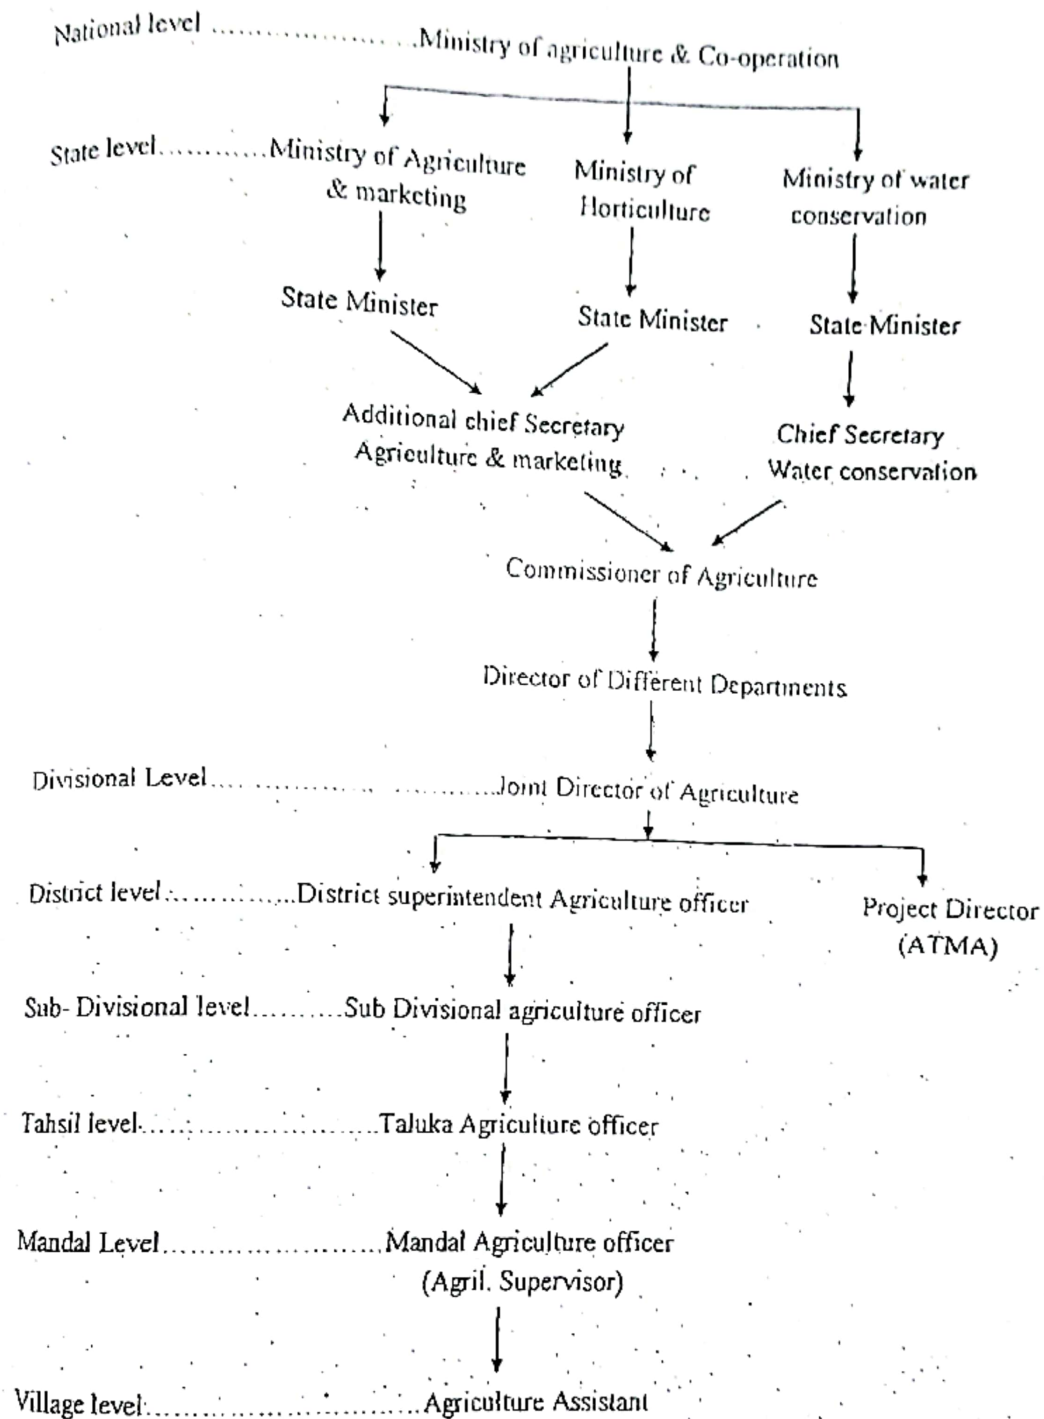 National level .......................Ministry of agriculture & Co-operation
State level............Ministry of Agriculture
& marketing
Ministry of
Horticulture
Ministry of water
conservation
State Minister
State Minister
State Minister
Additional chief Secretary
Agriculture & marketing
Chief Secretary
Water conservation
Commissioner of Agriculture
Director of Different Departments
Divisional Level..............................Joint Director of Agriculture
District level..............District superintendent Agriculture officer
Project Director
(ATMA)
Sub- Divisional level..........Sub Divisional agriculture officer
Tahsil level..........................Taluka Agriculture officer
Mandal Level........................Mandal Agriculture officer
(Agril. Supervisor)
Village level..............................Agriculture Assistant